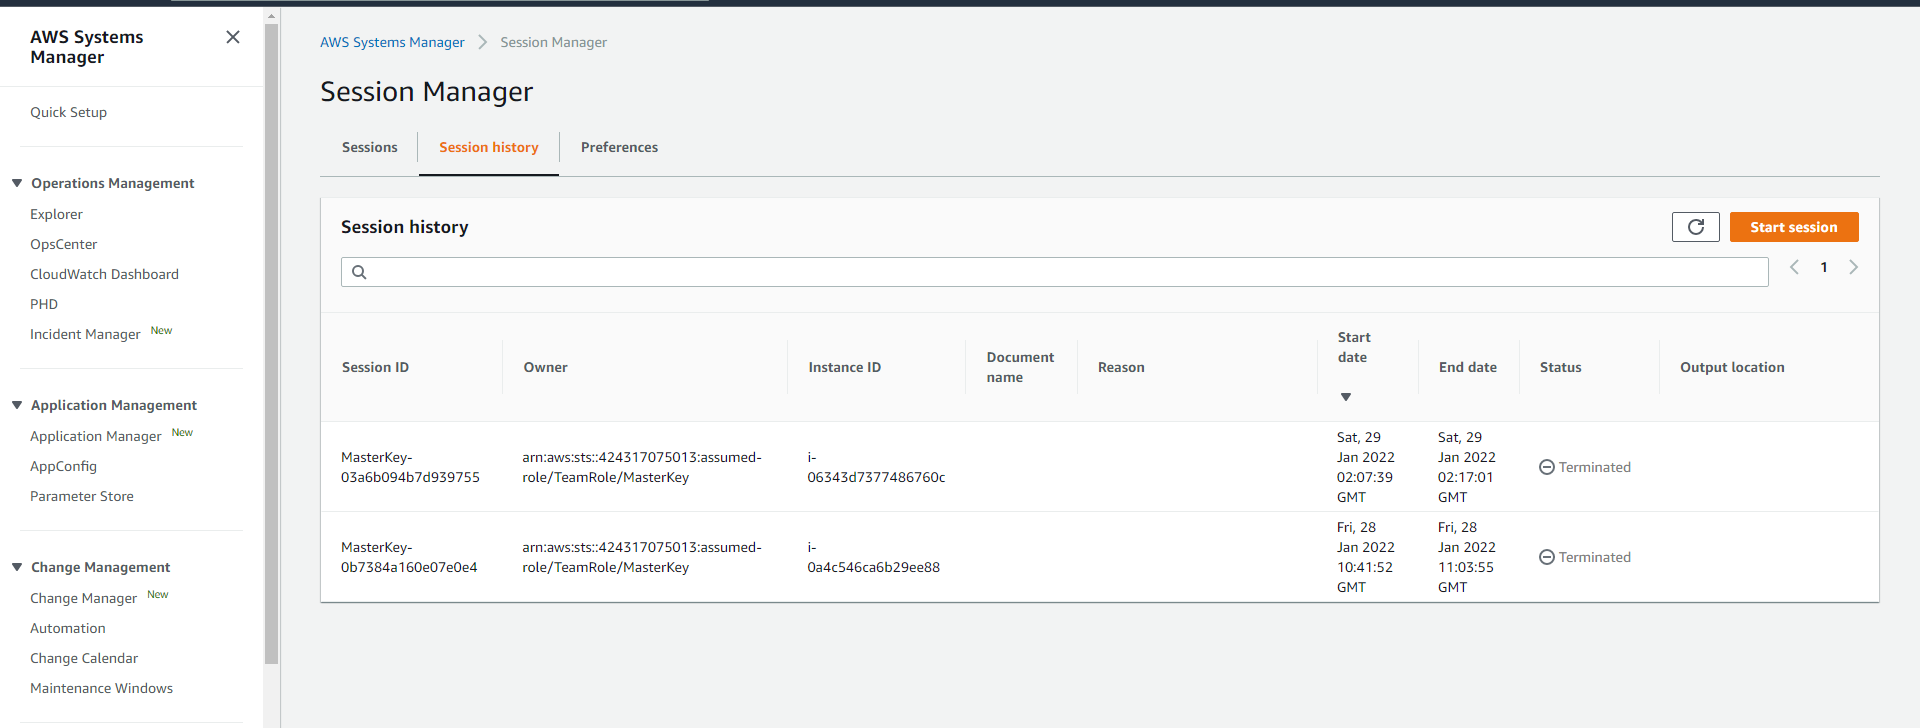 AWS Systems
Manager
Quick Setup
Operations Management
Explorer
OpsCenter
CloudWatch Dashboard
PHD
Incident Manager New
Application Management
Application Manager New
AppConfig
Parameter Store
Change Management
Change Manager New
Automation
Change Calendar
Maintenance Windows
AWS Systems Manager Session Manager
Session Manager
Sessions Session history Preferences
Session history
Start session
1
Session ID Owner Instance ID Document name Reason Start date End date Status Output location
MasterKey-
03a6b094b7d939755
arn:aws:sts::424317075013:assumed-
role/TeamRole/MasterKey
i-
06343d7377486760c
Sat, 29
Jan 2022
02:07:39
GMT
Sat, 29
Jan 2022
02:17:01
GMT
Terminated
MasterKey-
0b7384a160e07e0e4
arn:aws:sts::424317075013:assumed-
role/TeamRole/MasterKey
i-
0a4c546ca6b29ee88
Fri, 28
Jan 2022
10:41:52
GMT
Fri, 28
Jan 2022
11:03:55
GMT
Terminated